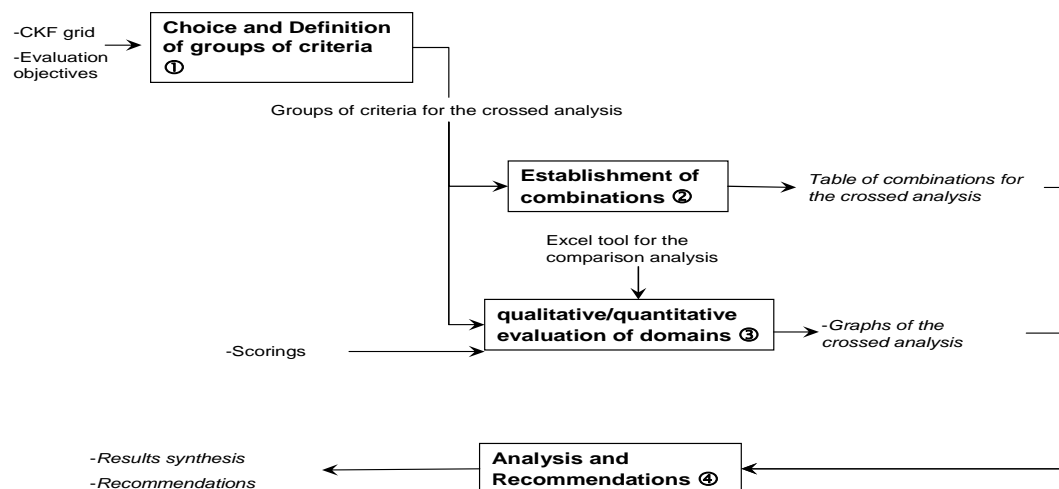 -CKF grid
-Evaluation
objectives
Choice and Definition
of groups of criteria
①
Groups of criteria for the crossed analysis
Establishment of
combinations ②
Table of combinations for
the crossed analysis
Excel tool for the
comparison analysis
qualitative/quantitative
evaluation of domains ③
-Graphs of the
crossed analysis
-Scorings
Analysis and
Recommendations ④
-Results synthesis
-Recommendations